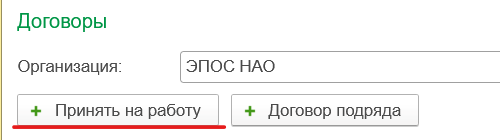 Договоры
Организация: ЭПОС НАО
+ Принять на работу + Договор подряда